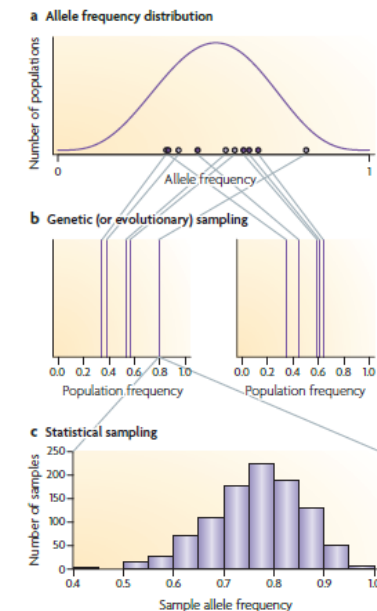 a Allele frequency distribution
Number of populations
0 1
Allele frequency
b Genetic (or evolutionary) sampling
0.0 0.2 0.4 0.6 0.8 1.0 0.0 0.2 0.4 0.6 0.8 1.0
Population frequency Population frequency
c Statistical sampling
Number of samples
250
200
150
100
50
0
0.4 0.5 0.6 0.7 0.8 0.9 1.0
Sample allele frequency